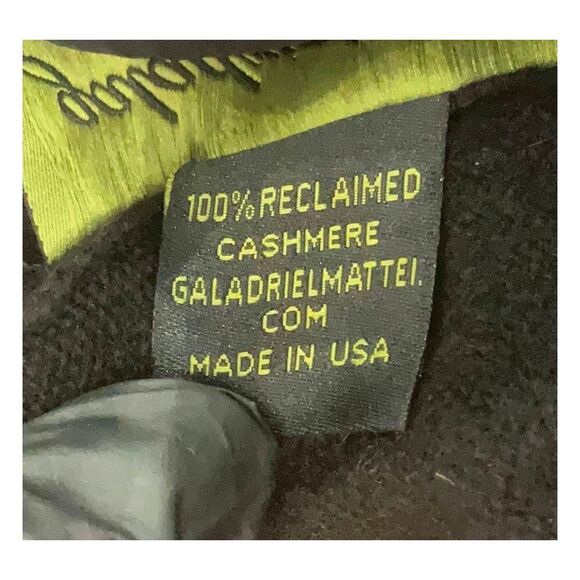 100% RECLAIMED
CASHMERE
GALADRIELMATTEI.
COM
MADE IN USA